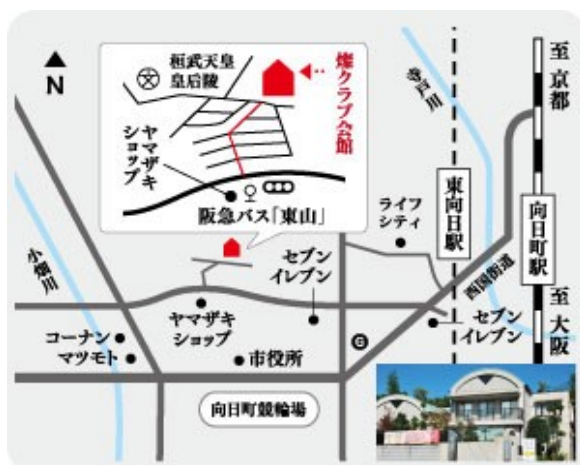 N
桓武天皇
皇后陵
燦クラブ会館
ヤマザキ
ショップ
阪急バス「東山」
寺戸川
至 京都
東向日駅
向日町駅
ライフ
シティ
西国街道
至 大阪
小畑川
セブン
イレブン
ヤマザキ
ショップ
セブン
イレブン
コーナン
マツモト
市役所
向日町競輪場